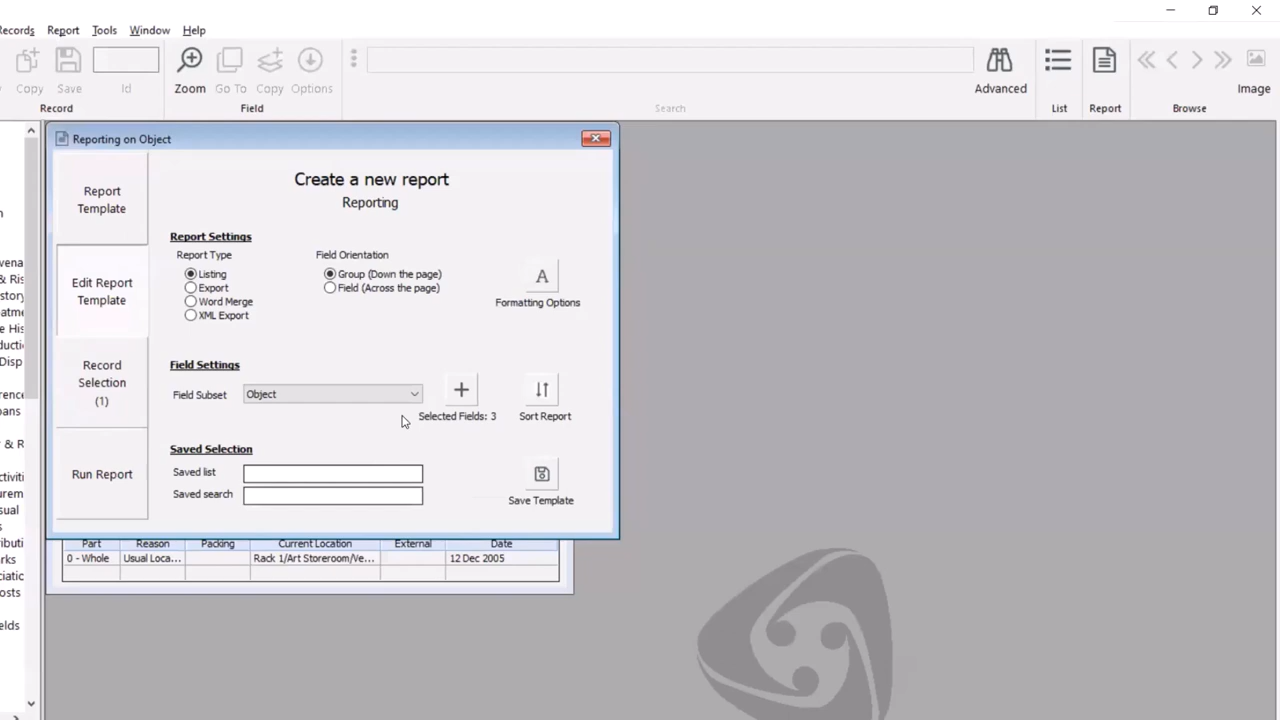 Records Report Tools Window Help
Copy Save Id Zoom Go To Copy Options Advanced Image
Record Field Search List Report Browse
Reporting on Object
Create a new report
Reporting
Report Template
Edit Report Template
Record Selection (1)
Run Report
Report Settings
Report Type Field Orientation
Listing Group (Down the page)
Export Field (Across the page)
Word Merge
XML Export
A
Formatting Options
Field Settings
Field Subset Object
Selected Fields: 3 Sort Report
Saved Selection
Saved list
Saved search
Save Template
Part Reason Packing Current Location External Date
0 - Whole Usual Loca... Rack 1/Art Storeroom/Ve... 12 Dec 2005